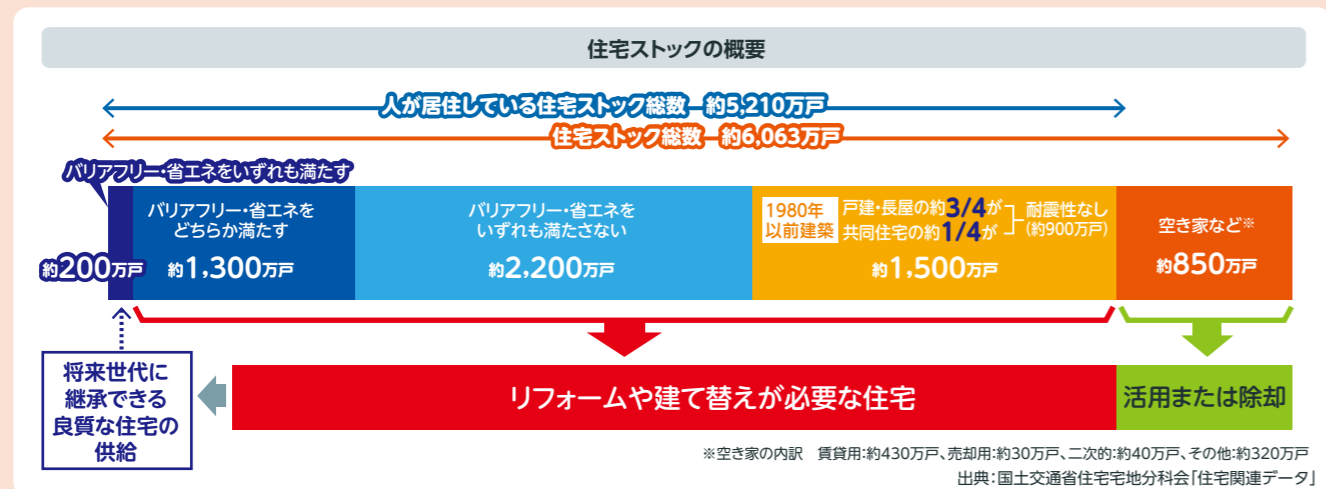 住宅ストックの概要
人が居住している住宅ストック総数 約5,210万戸
住宅ストック総数 約6,063万戸
バリアフリー・省エネをいずれも満たす
約200万戸
バリアフリー・省エネを
どちらか満たす
約1,300万戸
バリアフリー・省エネを
いずれも満たさない
約2,200万戸
1980年
以前建築
戸建・長屋の約3/4が
共同住宅の約1/4が
耐震性なし
(約900万戸)
約1,500万戸
空き家など※
約850万戸
将来世代に
継承できる
良質な住宅の
供給
リフォームや建て替えが必要な住宅
活用または除却
※空き家の内訳 賃貸用:約430万戸、売却用:約30万戸、二次的:約40万戸、その他:約320万戸
出典:国土交通省住宅宅地分科会「住宅関連データ」